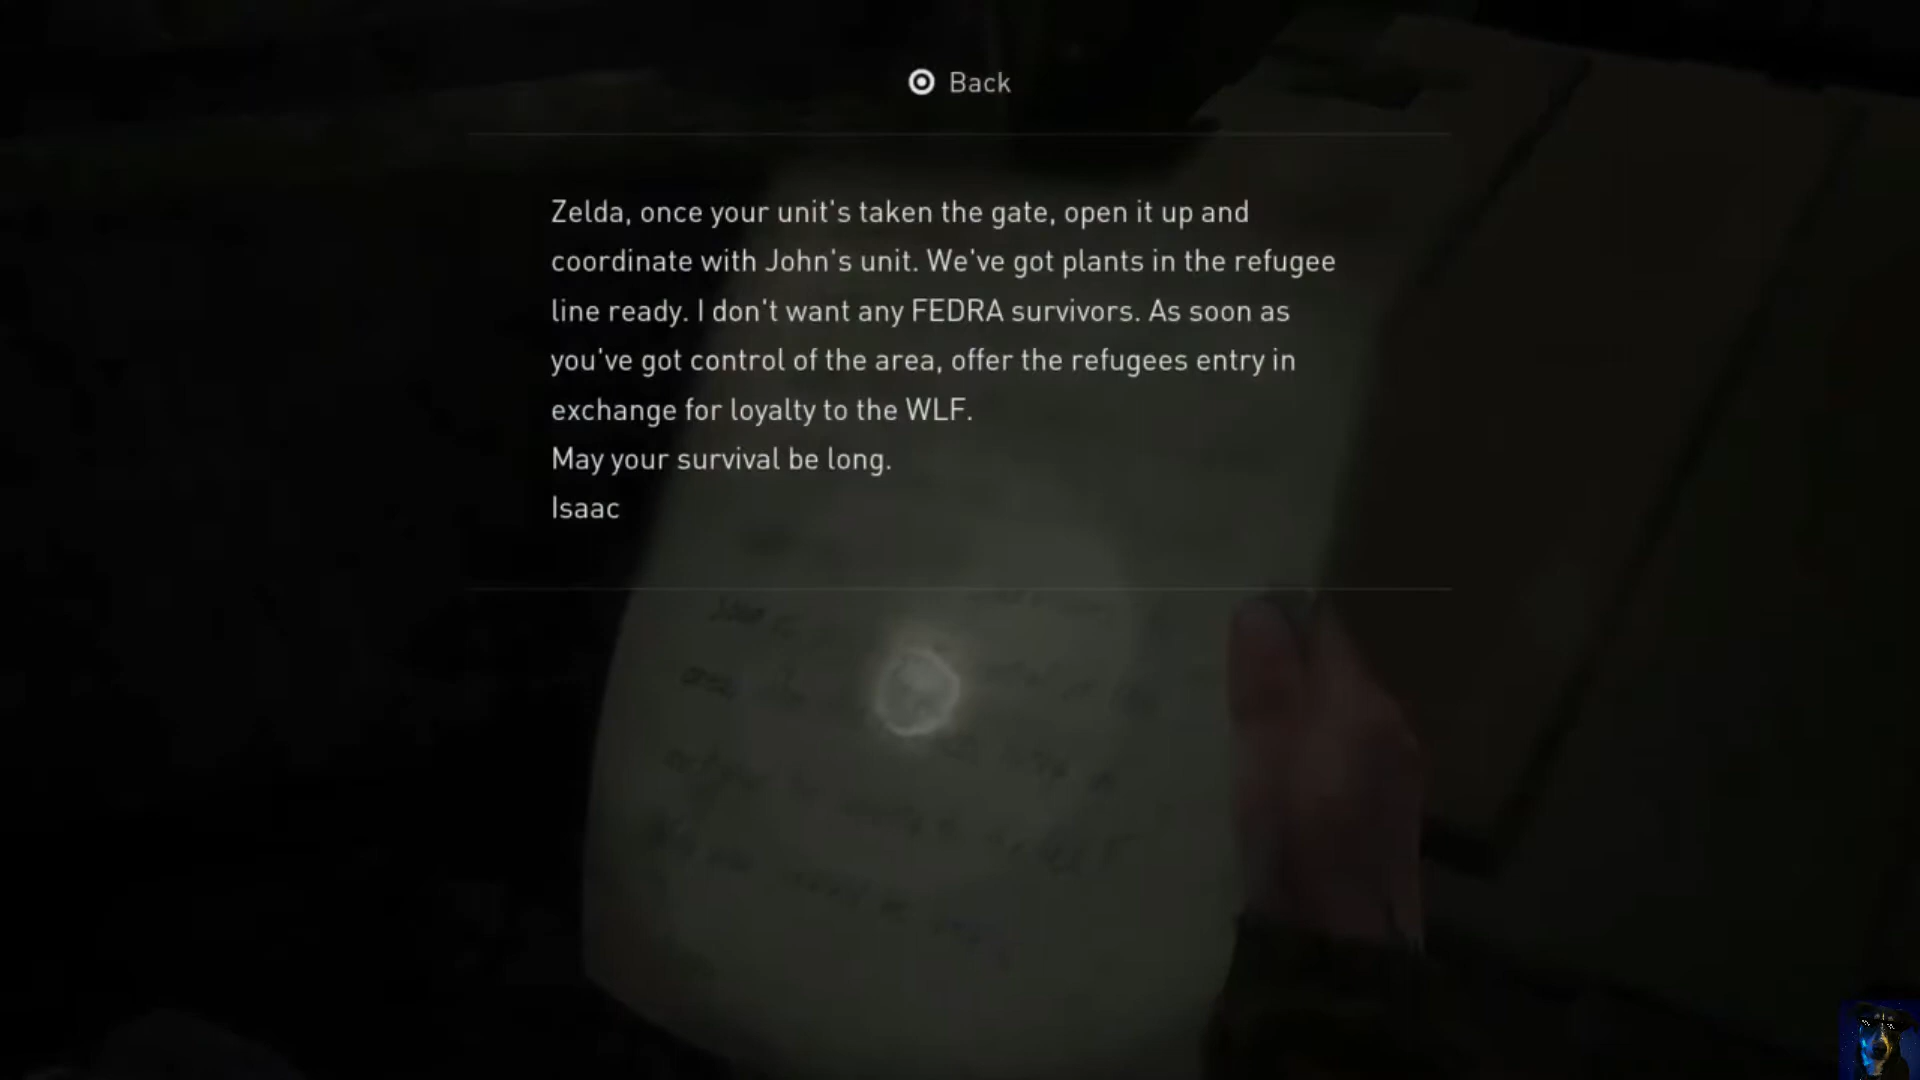 Back
Zelda, once your unit's taken the gate, open it up and
coordinate with John's unit. We've got plants in the refugee
line ready. I don't want any FEDRA survivors. As soon as
you've got control of the area, offer the refugees entry in
exchange for loyalty to the WLF.
May your survival be long.
Isaac